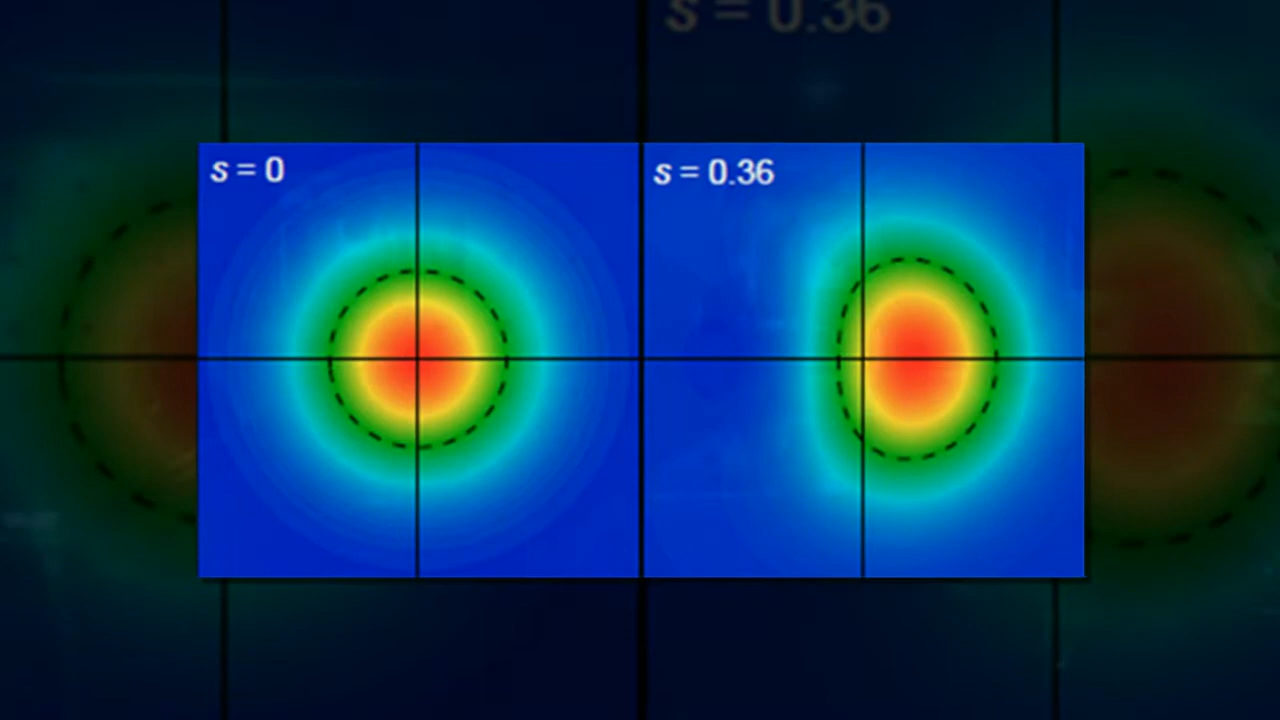 s = 0.36
s = 0
s = 0.36